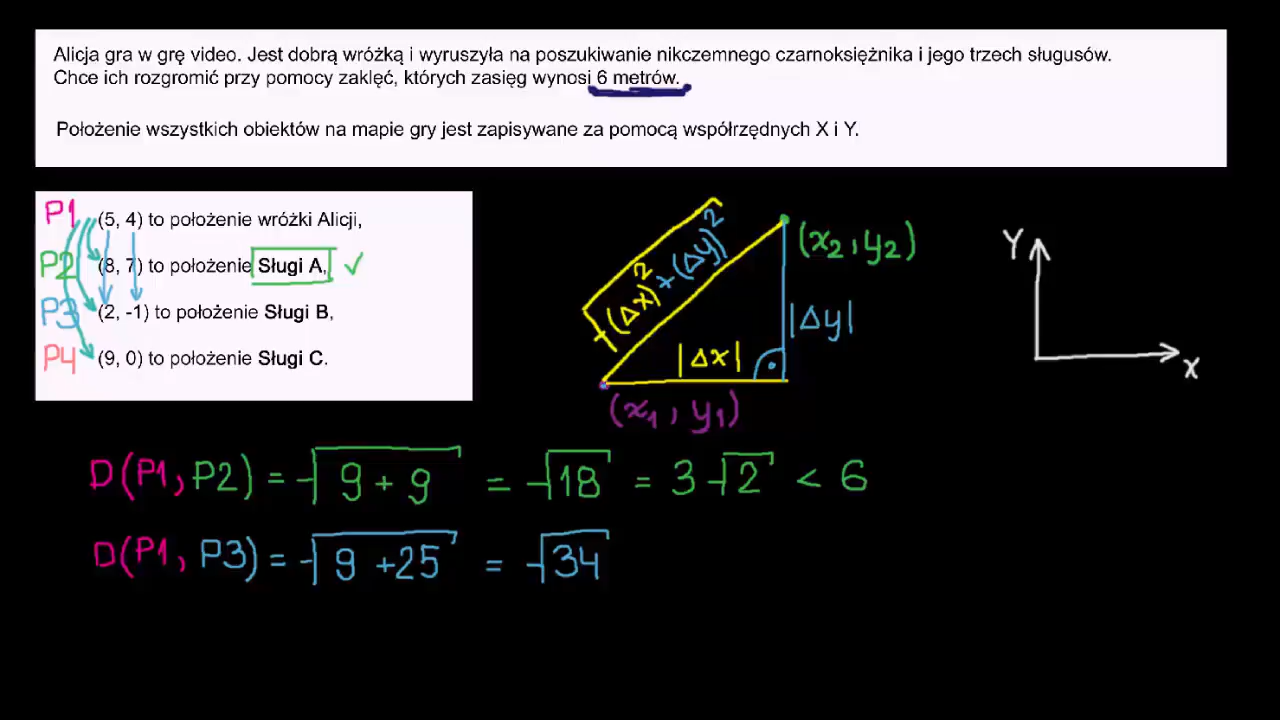 Alicja gra w grę video. Jest dobrą wróżką i wyruszyła na poszukiwanie nikczemnego czarnoksiężnika i jego trzech sługusów.
Chce ich rozgromić przy pomocy zaklęć, których zasięg wynosi 6 metrów.
Położenie wszystkich obiektów na mapie gry jest zapisywane za pomocą współrzędnych X i Y.
P1 (5, 4) to położenie wróżki Alicji,
P2 (8, 7) to położenie Sługi A, ✓
P3 (2, -1) to położenie Sługi B,
P4 (9, 0) to położenie Sługi C.
(x2, y2)
√(Δx)² + (Δy)²
|Δy|
|Δx|
(x1, y1)
Y
X
D(P1, P2) = √9 + 9 = √18 = 3√2 < 6
D(P1, P3) = √9 + 25 = √34